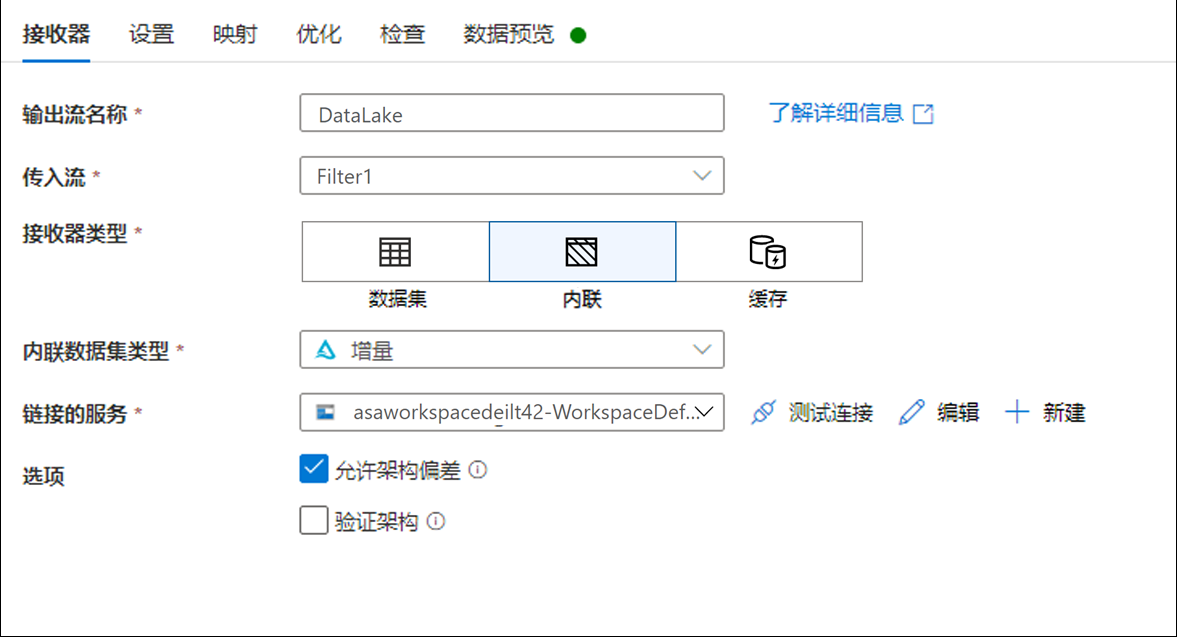 接收器 设置 映射 优化 检查 数据预览
输出流名称 * DataLake 了解详细信息
传入流 * Filter1
接收器类型 *
数据集 内联 缓存
内联数据集类型 * 增量
链接的服务 * asaworkspacedeilt42-WorkspaceDef... 测试连接 编辑 新建
选项 允许架构偏差
验证架构